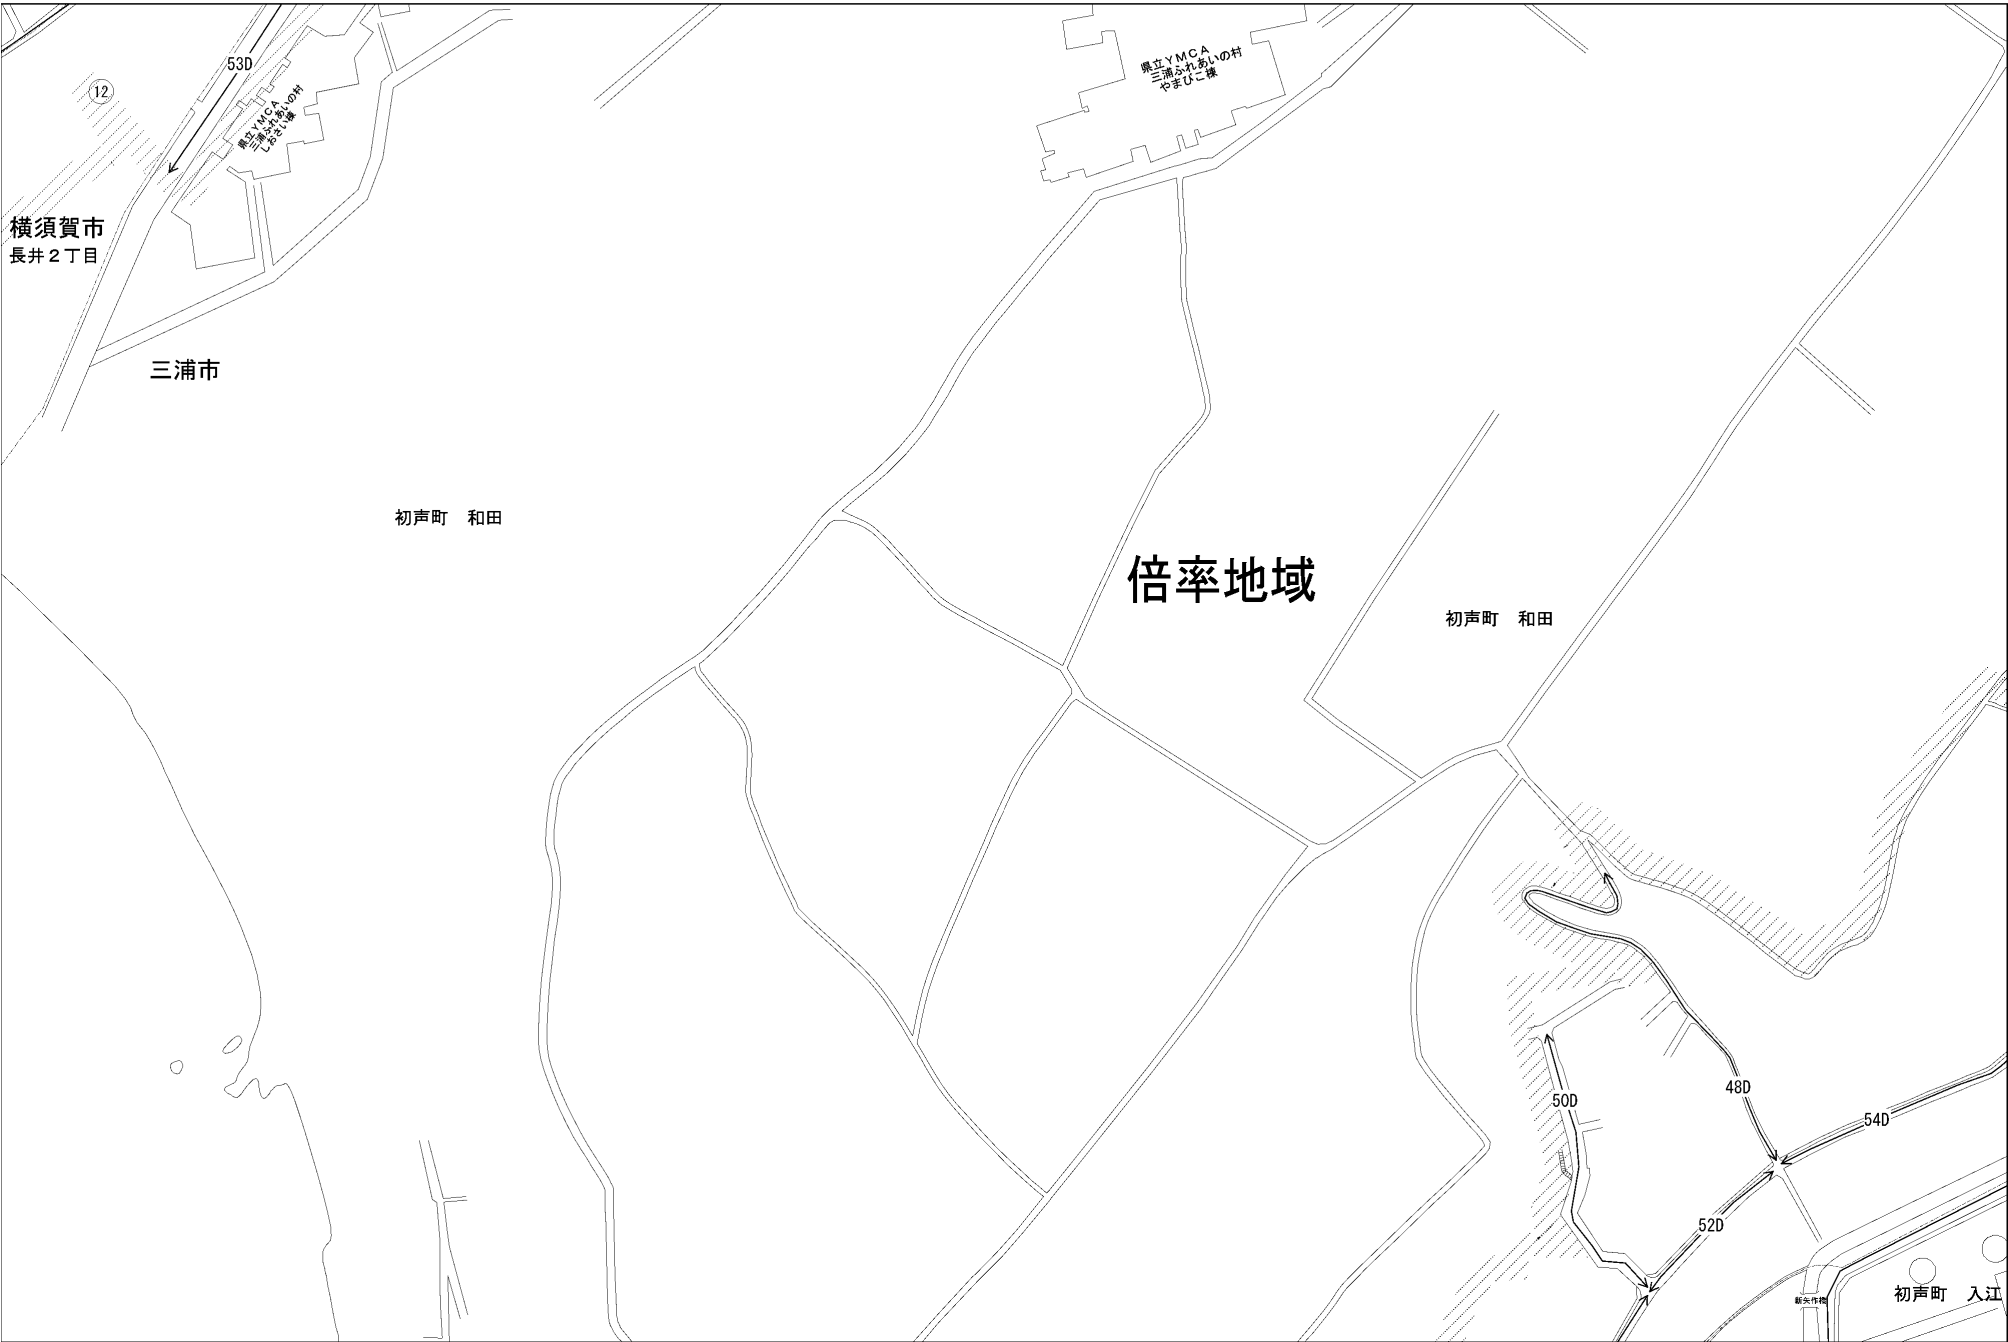 53D
12
県立YMCA
三浦ふれあいの村
しおさい棟
県立YMCA
三浦ふれあいの村
やまびこ棟
横須賀市
長井2丁目
三浦市
初声町 和田
倍率地域
初声町 和田
50D
48D
54D
52D
初声町 入江
新矢作橋